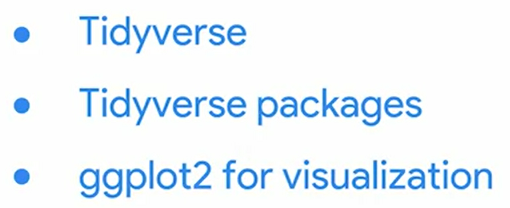 • Tidyverse
• Tidyverse packages
• ggplot2 for visualization